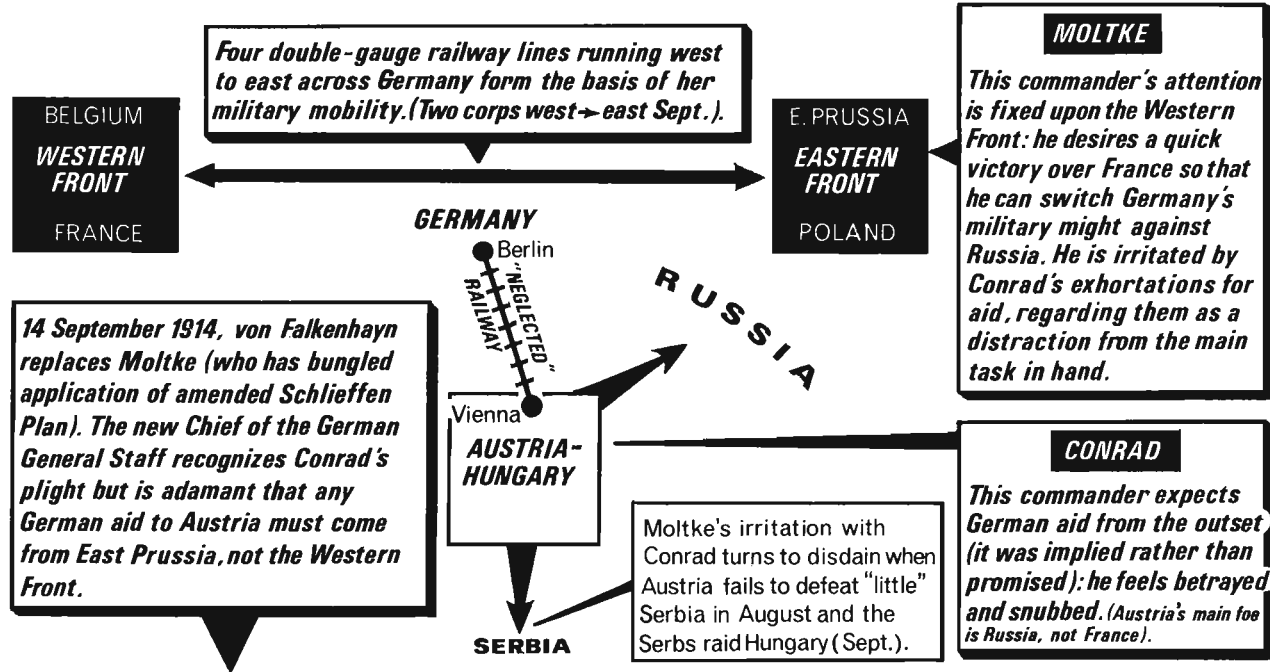 Four double-gauge railway lines running west
to east across Germany form the basis of her
military mobility. (Two corps west→east Sept.).
BELGIUM
WESTERN
FRONT
FRANCE
E. PRUSSIA
EASTERN
FRONT
POLAND
MOLTKE
This commander's attention
is fixed upon the Western
Front: he desires a quick
victory over France so that
he can switch Germany's
military might against
Russia. He is irritated by
Conrad's exhortations for
aid, regarding them as a
distraction from the main
task in hand.
GERMANY
Berlin
"NEGLECTED"
RAILWAY
RUSSIA
Vienna
AUSTRIA-
HUNGARY
14 September 1914, von Falkenhayn
replaces Moltke (who has bungled
application of amended Schlieffen
Plan). The new Chief of the German
General Staff recognizes Conrad's
plight but is adamant that any
German aid to Austria must come
from East Prussia, not the Western
Front.
CONRAD
This commander expects
German aid from the outset
(it was implied rather than
promised): he feels betrayed
and snubbed. (Austria's main foe
is Russia, not France).
Moltke's irritation with
Conrad turns to disdain when
Austria fails to defeat "little"
Serbia in August and the
Serbs raid Hungary (Sept.).
SERBIA